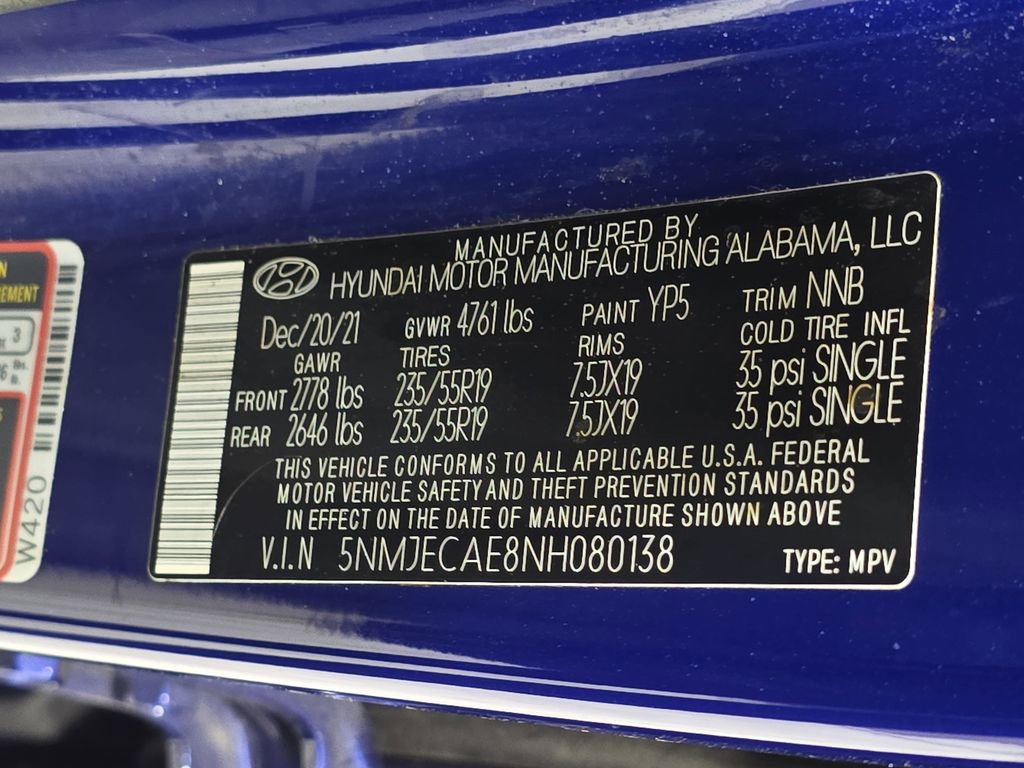 MANUFACTURED BY
HYUNDAI MOTOR MANUFACTURING ALABAMA, LLC
Dec/20/21 GVWR 4761 lbs PAINT YP5 TRIM NNB
GAWR TIRES RIMS COLD TIRE INFL
FRONT 2778 lbs 235/55R19 7.5JX19 35 psi SINGLE
REAR 2646 lbs 235/55R19 7.5JX19 35 psi SINGLE
THIS VEHICLE CONFORMS TO ALL APPLICABLE U.S.A. FEDERAL
MOTOR VEHICLE SAFETY AND THEFT PREVENTION STANDARDS
IN EFFECT ON THE DATE OF MANUFACTURE SHOWN ABOVE
V.I.N 5NMJECAE8NH080138 TYPE: MPV
3
W420